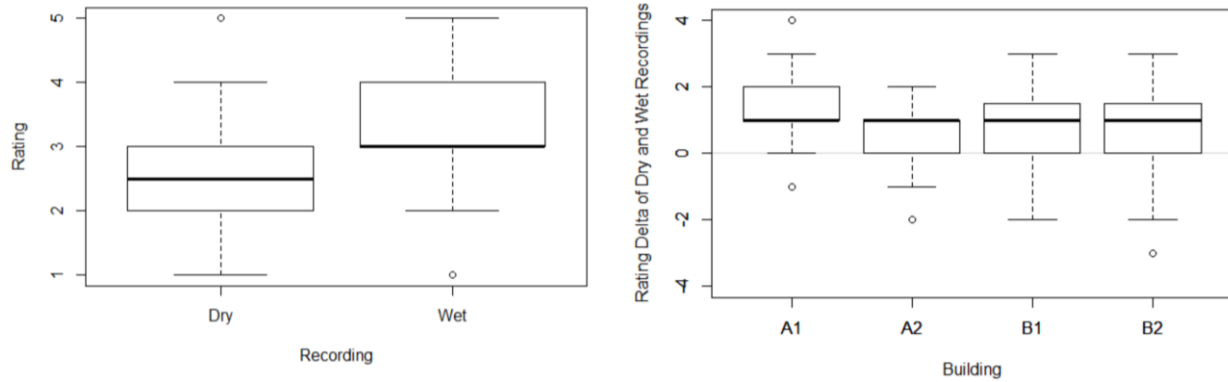 Rating
5
4
3
2
1
Dry Wet
Recording
Rating Delta of Dry and Wet Recordings
4
2
0
-2
-4
A1 A2 B1 B2
Building